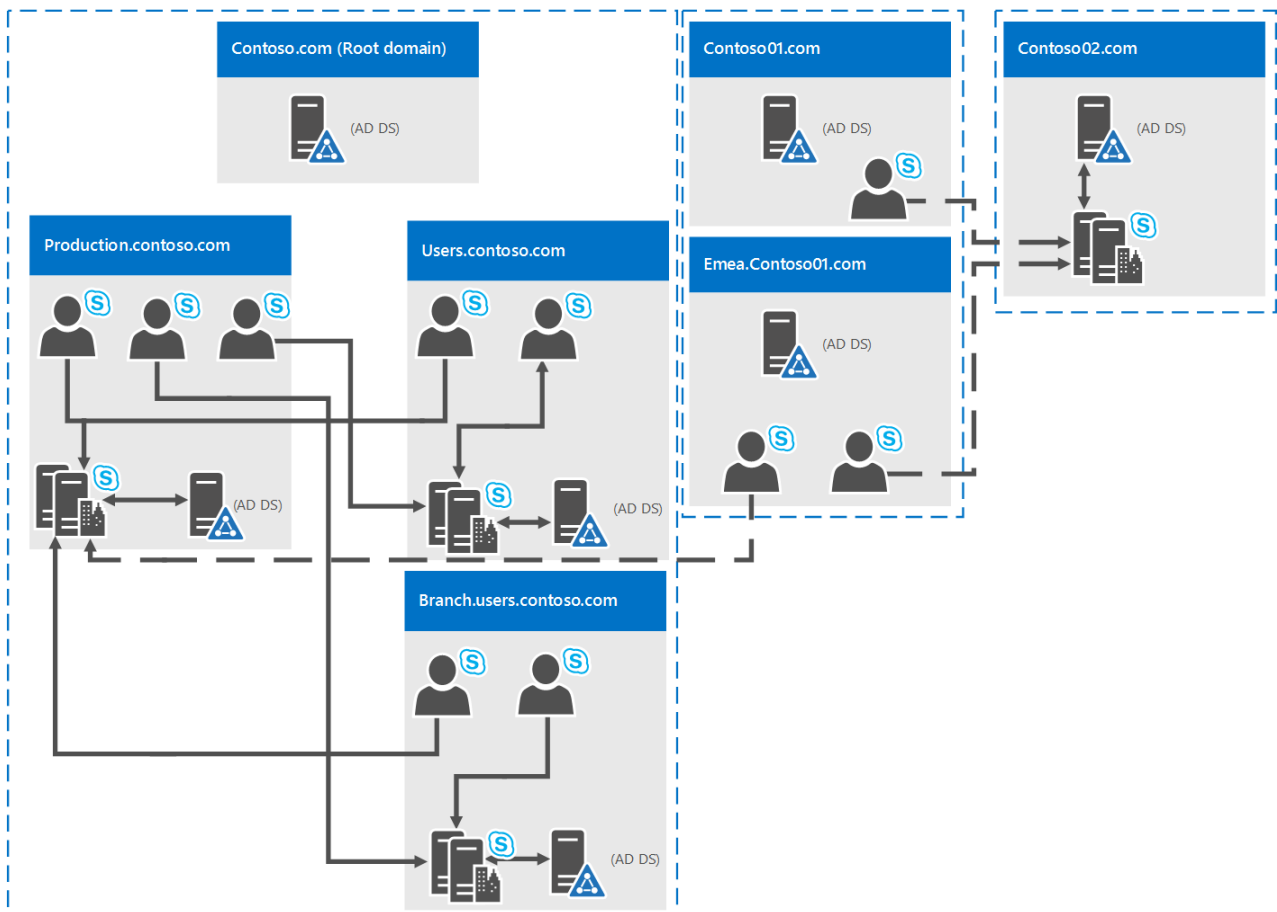 Contoso.com (Root domain)
(AD DS)
Production.contoso.com
S
S
S
S
(AD DS)
Users.contoso.com
S
S
S
(AD DS)
Branch.users.contoso.com
S
S
S
(AD DS)
Contoso01.com
(AD DS)
S
Emea.Contoso01.com
(AD DS)
S
S
Contoso02.com
(AD DS)
S